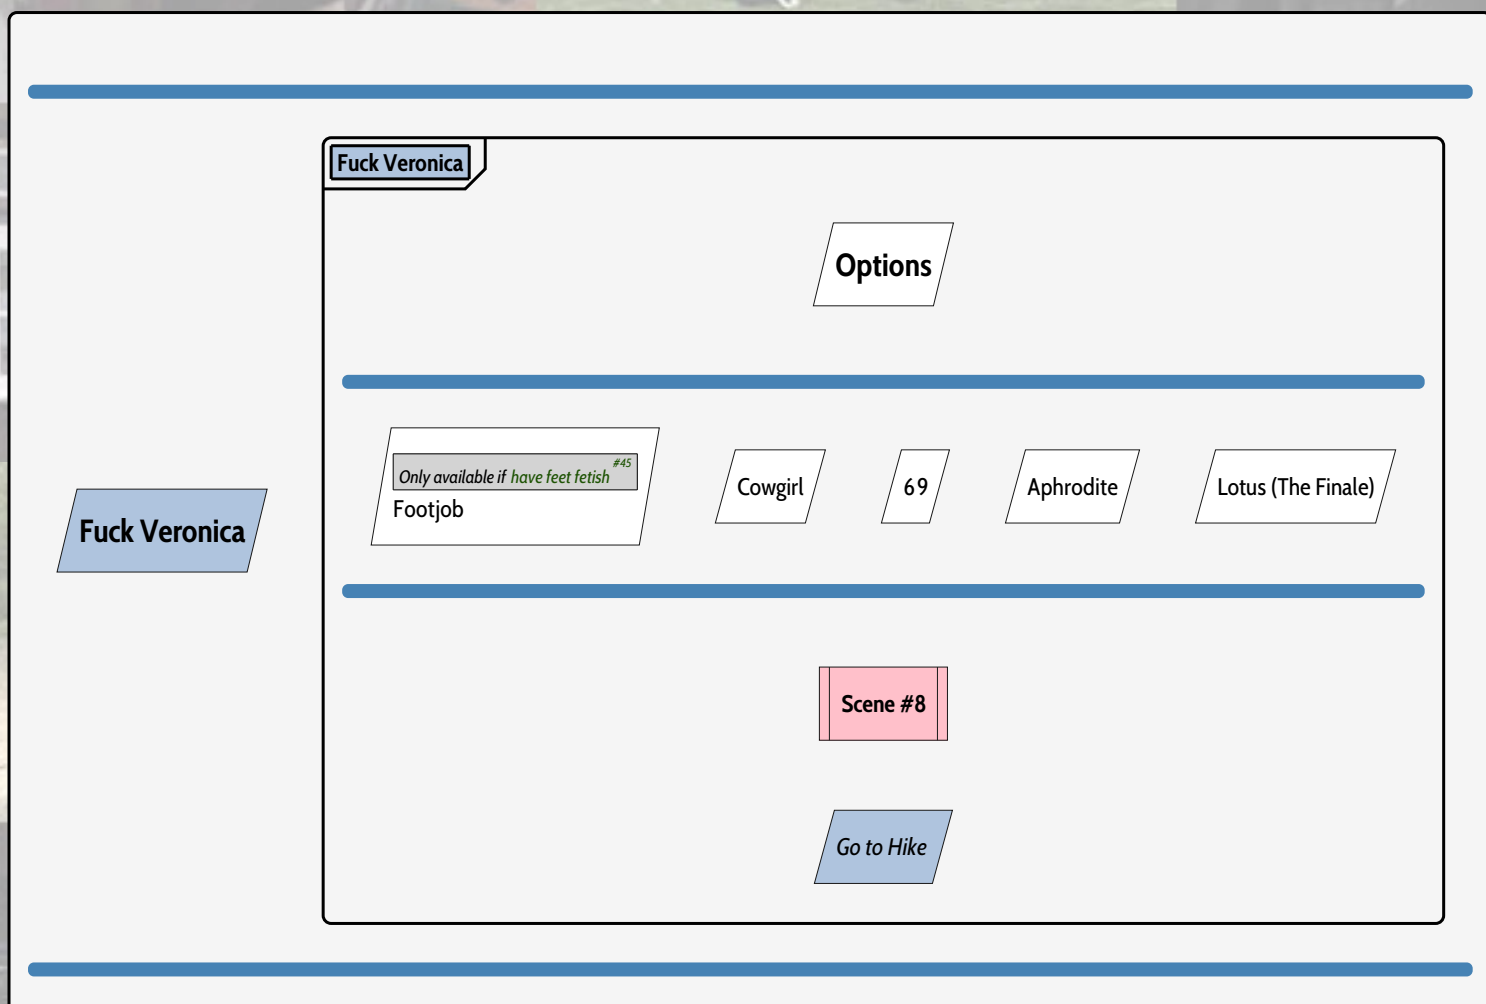 Fuck Veronica
Options
Only available if have feet fetish #45
Footjob
Cowgirl
69
Aphrodite
Lotus (The Finale)
Fuck Veronica
Scene #8
Go to Hike